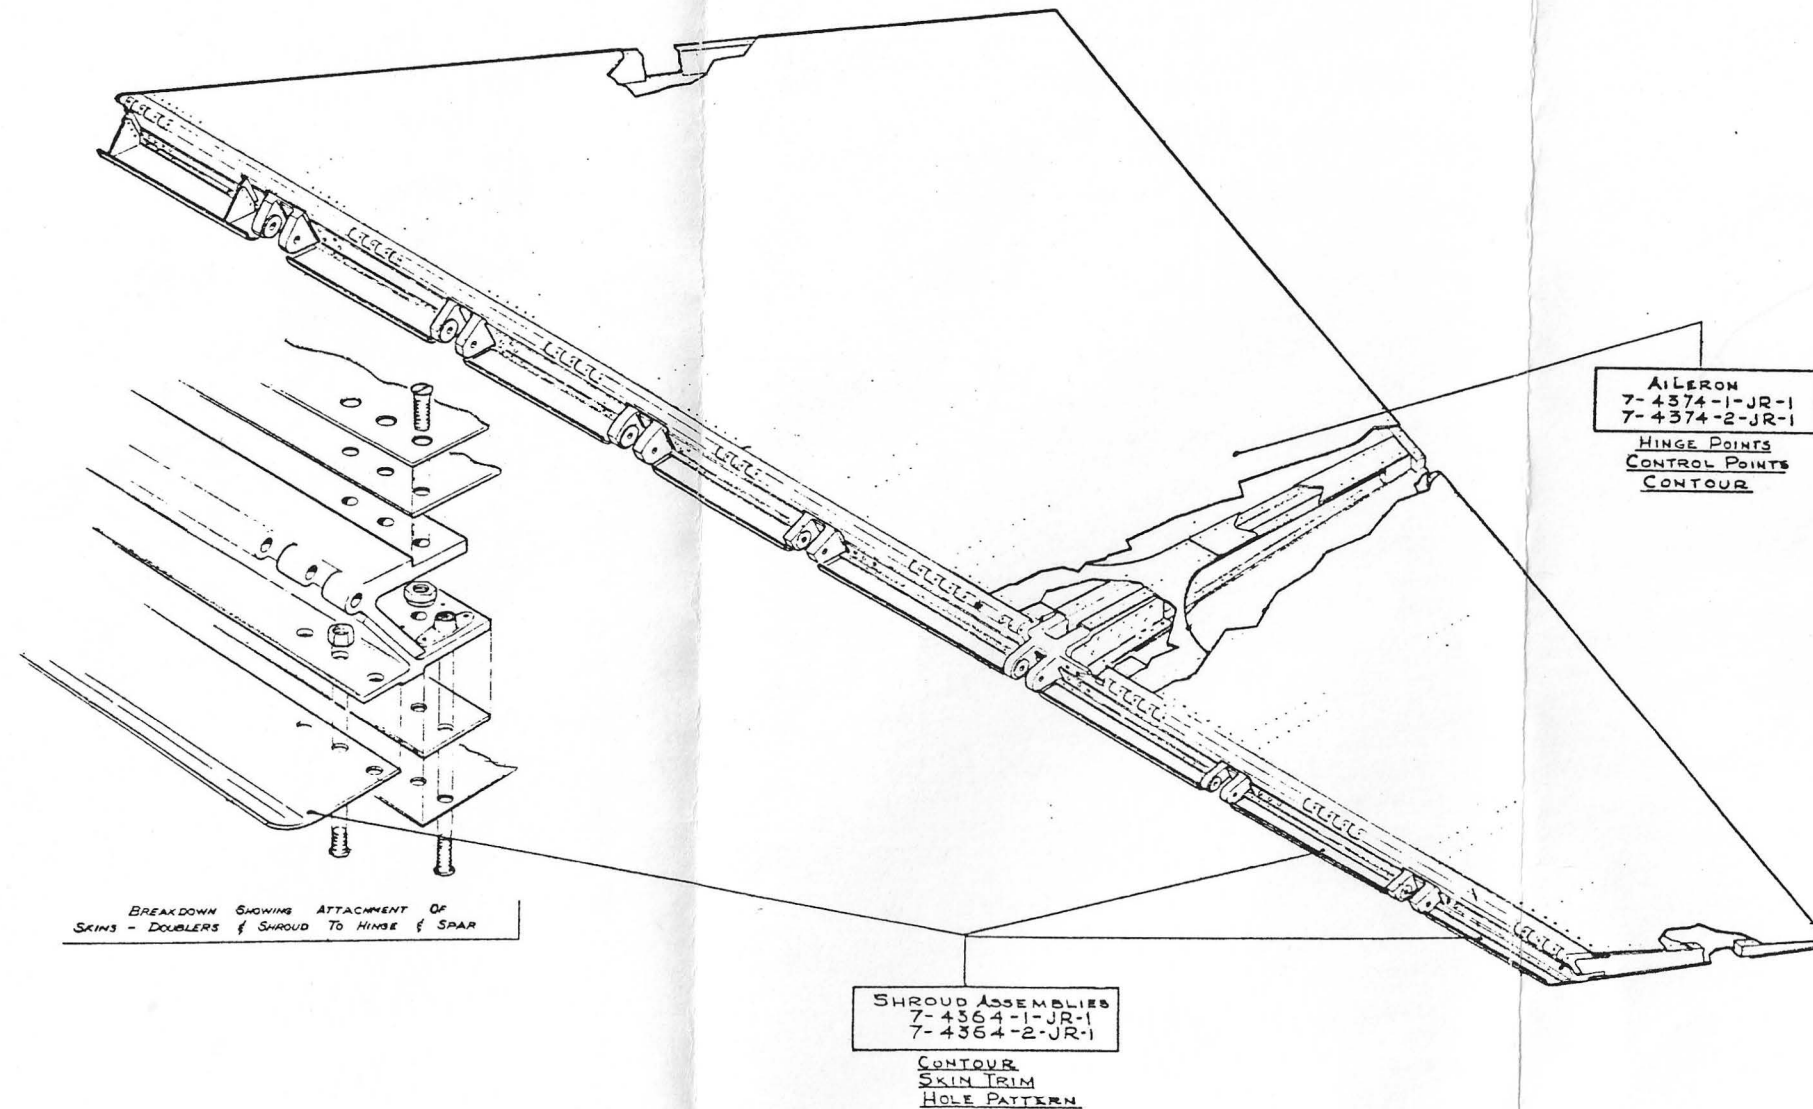 AILERON
7-4374-1-JR-1
7-4374-2-JR-1
HINGE POINTS
CONTROL POINTS
CONTOUR
BREAKDOWN SHOWING ATTACHMENT OF
SKINS - DOUBLERS & SHROUD TO HINGE & SPAR
SHROUD ASSEMBLIES
7-4364-1-JR-1
7-4364-2-JR-1
CONTOUR
SKIN TRIM
HOLE PATTERN